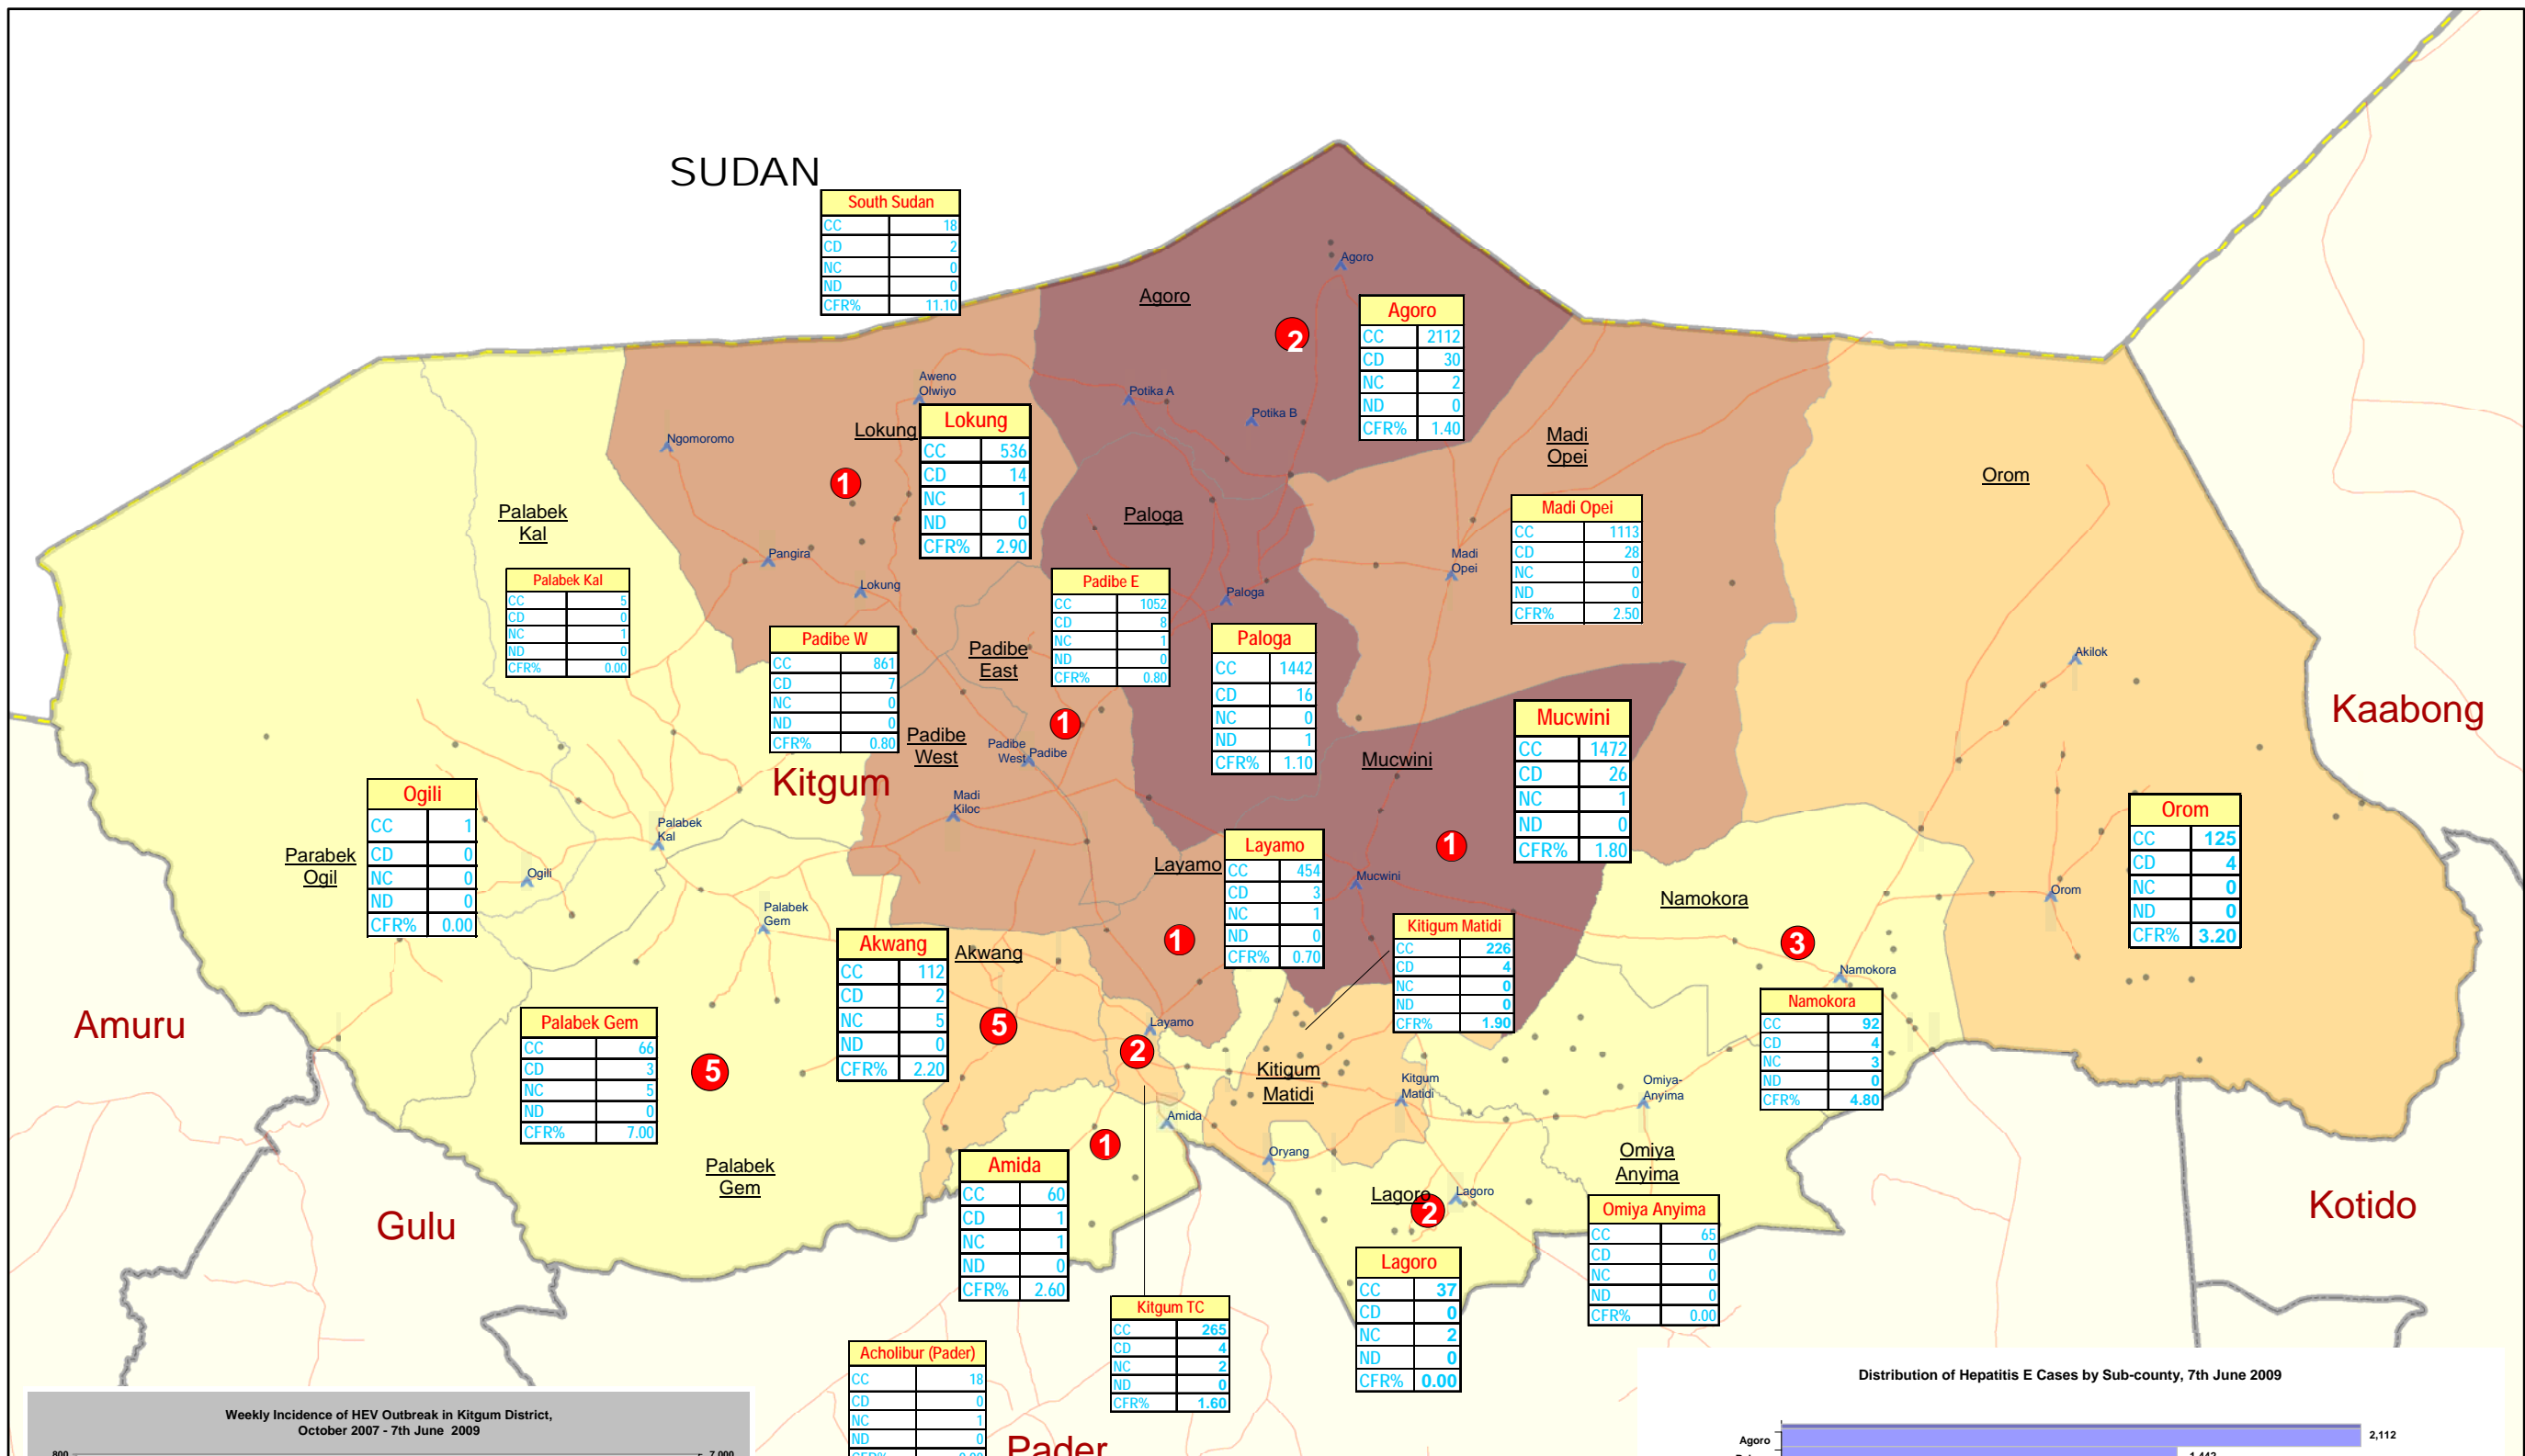 SUDAN
South Sudan
CC 18
CD 2
NC 0
ND 0
CFR% 11.10
Agoro
Agoro
2
Agoro
CC 2112
CD 30
NC 2
ND 0
CFR% 1.40
Aweno
Olwiyo
Potika A
Potika B
Ngomoromo
Lokung
Lokung
CC 536
CD 14
NC 1
ND 0
CFR% 2.90
1
Madi
Opei
Orom
Palabek
Kal
Paloga
Pangira
Lokung
Madi Opei
CC 1113
CD 28
NC 0
ND 0
CFR% 2.50
Madi
Opei
Palabek Kal
CC 5
CD 0
NC 1
ND 0
CFR% 0.00
Padibe E
CC 1052
CD 8
NC 1
ND 0
CFR% 0.80
Paloga
Padibe W
CC 861
CD 7
NC 0
ND 0
CFR% 0.80
Padibe
East
Paloga
CC 1442
CD 16
NC 0
ND 1
CFR% 1.10
Akilok
Kaabong
1
Padibe
West
Padibe
West
Padibe
Mucwini
Mucwini
CC 1472
CD 26
NC 1
ND 0
CFR% 1.80
Kitgum
Ogili
CC 1
CD 0
NC 0
ND 0
CFR% 0.00
Parabek
Ogil
Ogili
Palabek
Kal
Madi
Kiloc
Orom
CC 125
CD 4
NC 0
ND 0
CFR% 3.20
Layamo
Layamo
CC 454
CD 3
NC 1
ND 0
CFR% 0.70
1
Mucwini
Namokora
Orom
Palabek
Gem
Akwang
CC 112
CD 2
NC 5
ND 0
CFR% 2.20
Akwang
1
Kitigum Matidi
CC 226
CD 4
NC 0
ND 0
CFR% 1.90
3
Namokora
Namokora
CC 92
CD 4
NC 3
ND 0
CFR% 4.80
Amuru
Palabek Gem
CC 66
CD 3
NC 5
ND 0
CFR% 7.00
5
5
Layamo
2
Kitigum
Matidi
Kitgum
Matidi
Omiya-
Anyima
Amida
1
Oryang
Palabek
Gem
Amida
CC 60
CD 1
NC 1
ND 0
CFR% 2.60
Omiya
Anyima
Lagoro
Lagoro
2
Omiya Anyima
CC 65
CD 0
NC 0
ND 0
CFR% 0.00
Gulu
Kotido
Lagoro
CC 37
CD 0
NC 2
ND 0
CFR% 0.00
Kitgum TC
CC 265
CD 4
NC 2
ND 0
CFR% 1.60
Acholibur (Pader)
CC 18
CD 0
NC 1
ND 0
Pader
Weekly Incidence of HEV Outbreak in Kitgum District,
October 2007 - 7th June 2009
800
7,000
Distribution of Hepatitis E Cases by Sub-county, 7th June 2009
Agoro 2,112
1,442